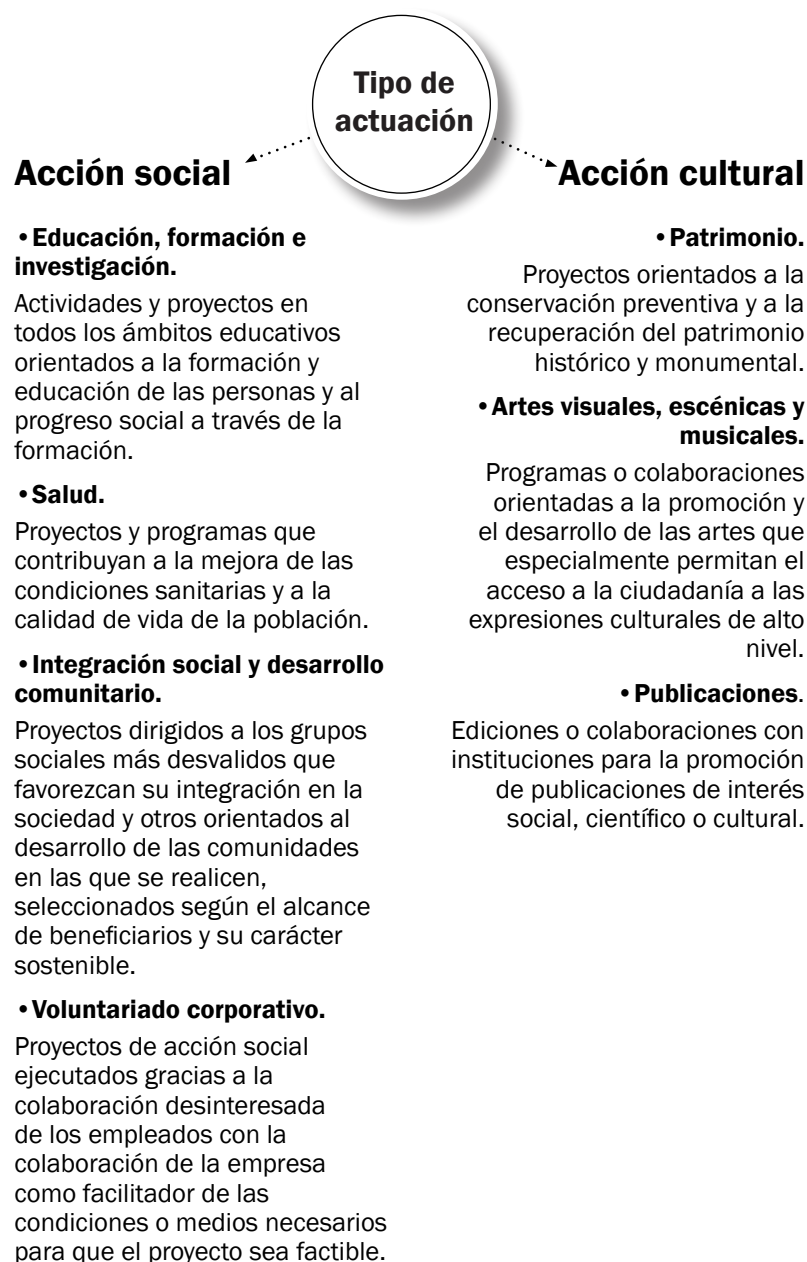 Tipo de
actuación
Acción social
•Educación, formación e
investigación.
Actividades y proyectos en
todos los ámbitos educativos
orientados a la formación y
educación de las personas y al
progreso social a través de la
formación.
•Salud.
Proyectos y programas que
contribuyan a la mejora de las
condiciones sanitarias y a la
calidad de vida de la población.
•Integración social y desarrollo
comunitario.
Proyectos dirigidos a los grupos
sociales más desvalidos que
favorezcan su integración en la
sociedad y otros orientados al
desarrollo de las comunidades
en las que se realicen,
seleccionados según el alcance
de beneficiarios y su carácter
sostenible.
•Voluntariado corporativo.
Proyectos de acción social
ejecutados gracias a la
colaboración desinteresada
de los empleados con la
colaboración de la empresa
como facilitador de las
condiciones o medios necesarios
para que el proyecto sea factible.
Acción cultural
•Patrimonio.
Proyectos orientados a la
conservación preventiva y a la
recuperación del patrimonio
histórico y monumental.
•Artes visuales, escénicas y
musicales.
Programas o colaboraciones
orientadas a la promoción y
el desarrollo de las artes que
especialmente permitan el
acceso a la ciudadanía a las
expresiones culturales de alto
nivel.
•Publicaciones.
Ediciones o colaboraciones con
instituciones para la promoción
de publicaciones de interés
social, científico o cultural.